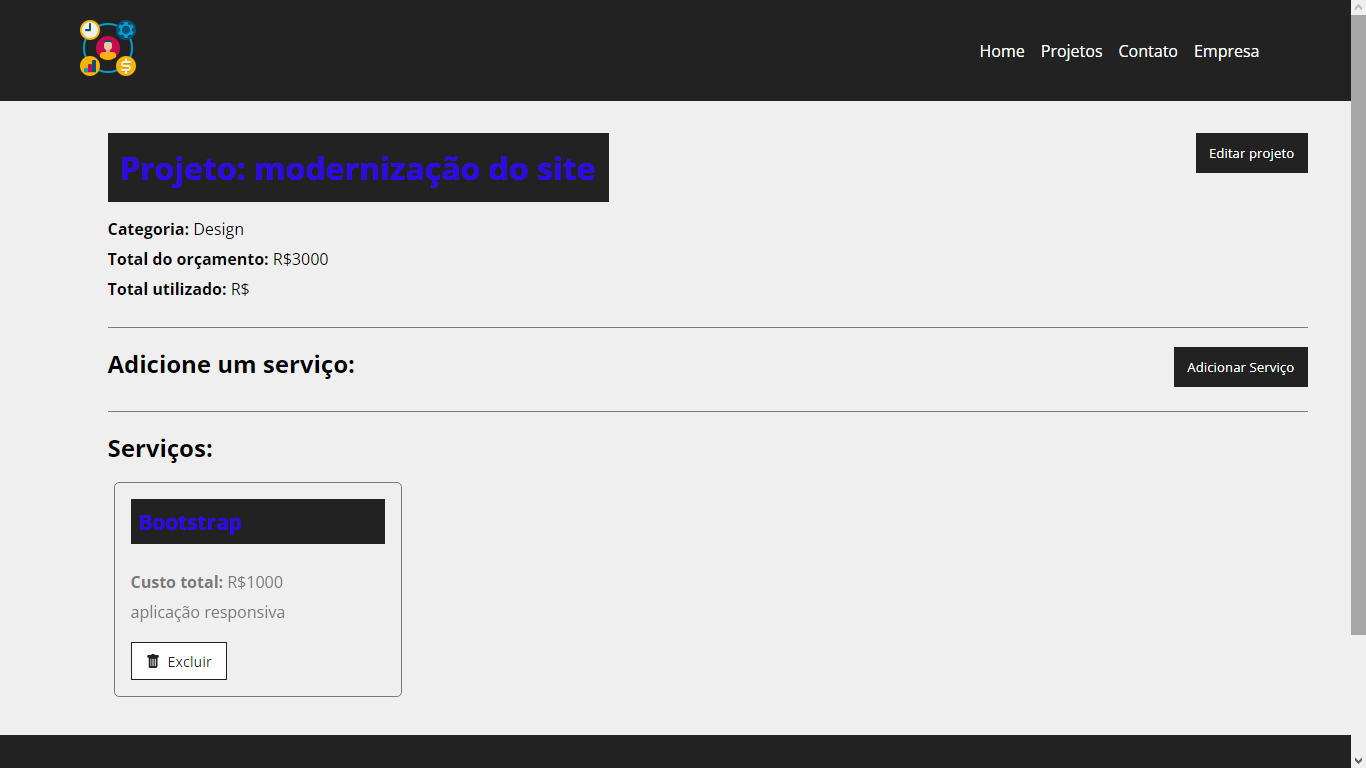 Home Projetos Contato Empresa
Projeto: modernização do site
Editar projeto
Categoria: Design
Total do orçamento: R$3000
Total utilizado: R$
Adicione um serviço:
Adicionar Serviço
Serviços:
Bootstrap
Custo total: R$1000
aplicação responsiva
Excluir